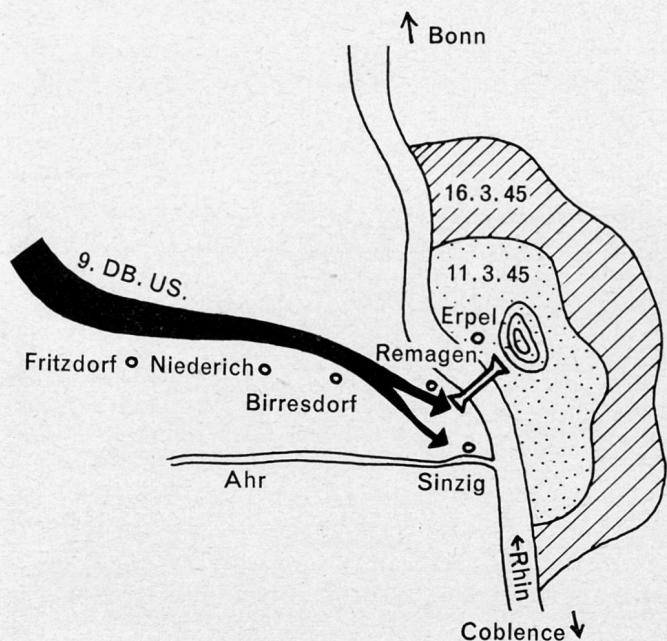 Bonn
16.3.45
9. DB. US.
11.3.45
Erpel
Remagen
Fritzdorf
Niederich
Birresdorf
Ahr
Sinzig
Rhin
Coblence